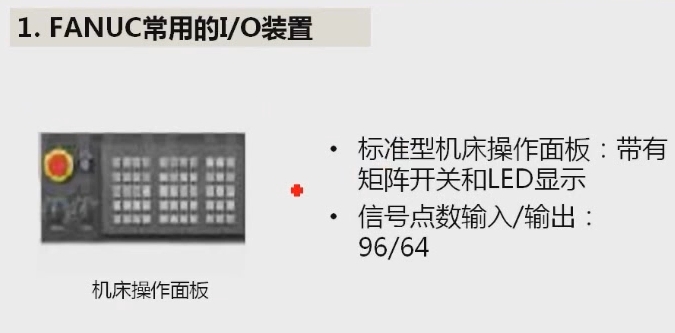 1. FANUC常用的I/O装置
• 标准型机床操作面板：带有
矩阵开关和LED显示
• 信号点数输入/输出：
96/64
机床操作面板